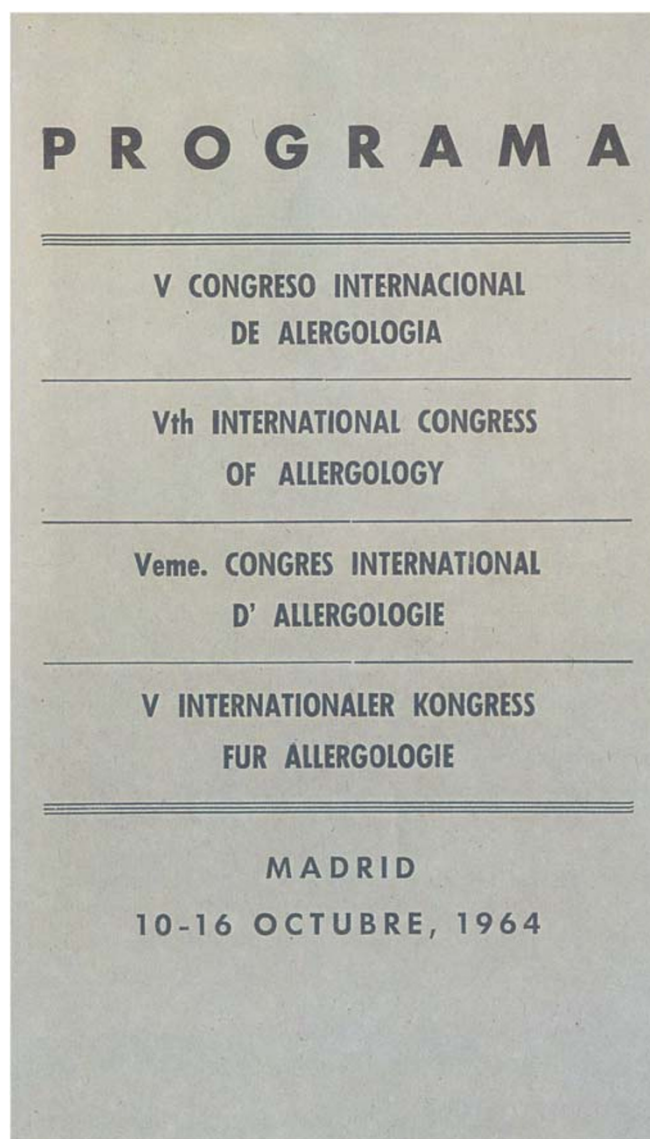 PROGRAMA
V CONGRESO INTERNACIONAL
DE ALERGOLOGIA
Vth INTERNATIONAL CONGRESS
OF ALLERGOLOGY
Veme. CONGRES INTERNATIONAL
D' ALLERGOLOGIE
V INTERNATIONALER KONGRESS
FUR ALLERGOLOGIE
MADRID
10-16 OCTUBRE, 1964